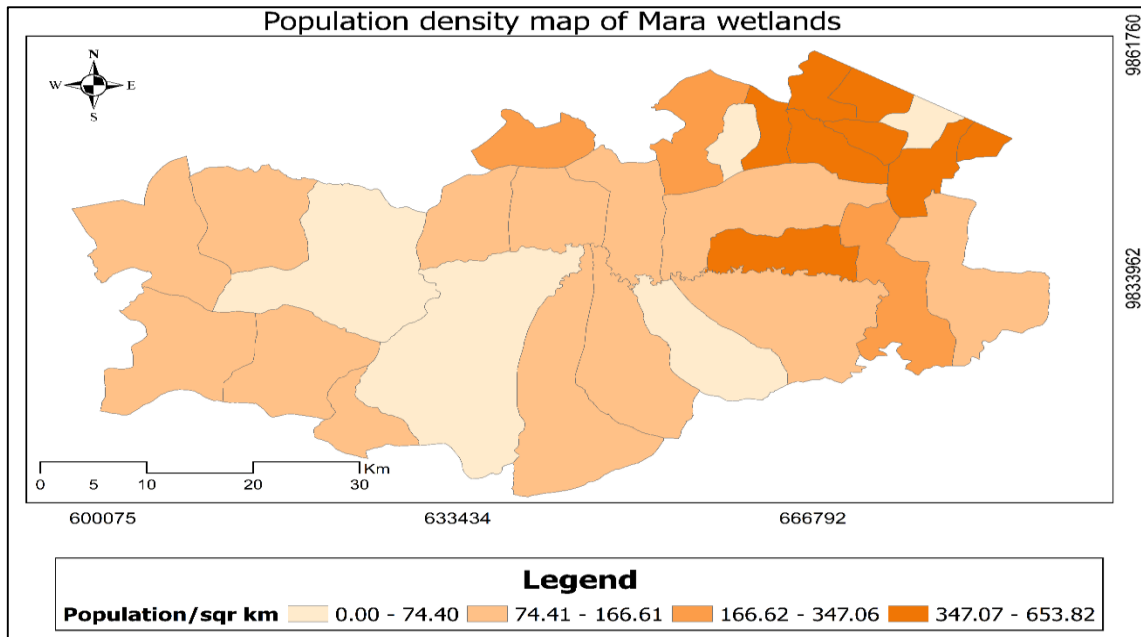 Population density map of Mara wetlands
9861760
N
W E
S
9833962
Km
0 5 10 20 30
600075 633434 666792
Legend
Population/sqr km 0.00 - 74.40 74.41 - 166.61 166.62 - 347.06 347.07 - 653.82